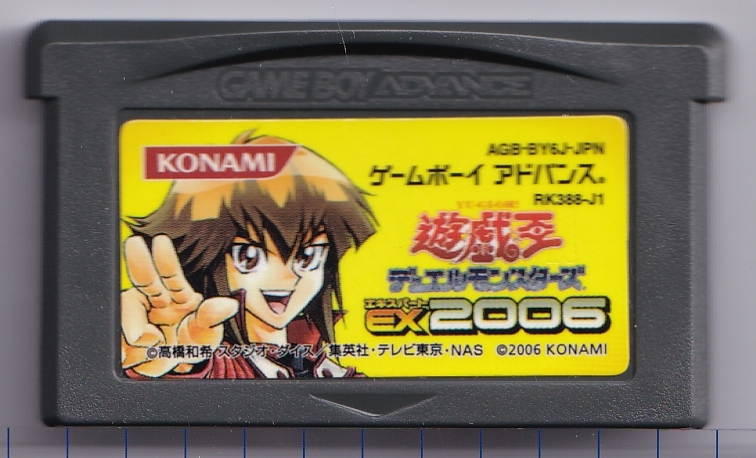 GAME BOY ADVANCE
KONAMI
AGB-BY6J-JPN
ゲームボーイ アドバンス®
RK388-J1
YU-GI-OH!
遊戯王
デュエルモンスターズ
エキスパート
EX2006
©高橋和希 スタジオ・ダイス／集英社・テレビ東京・NAS ©2006 KONAMI